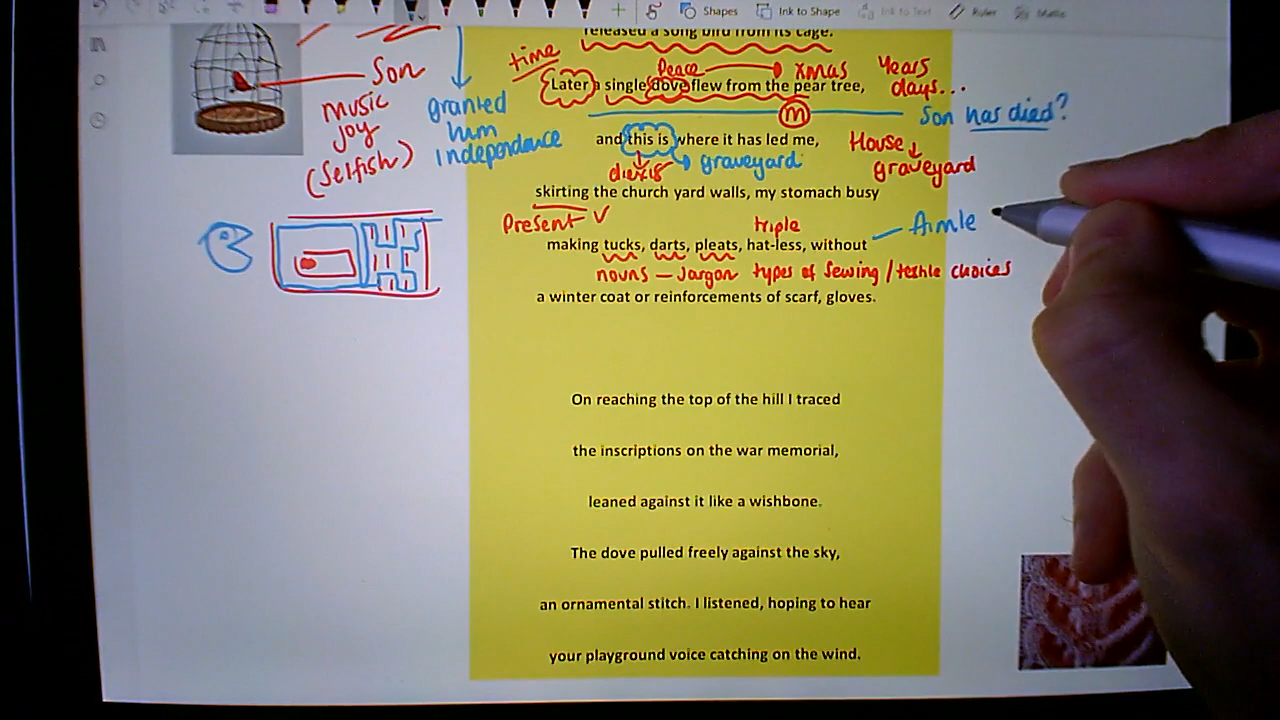 Shapes Ink to Shape Ink to Text Ruler Maths
released a song bird from its cage.
time Peace xmas Years
Later a single dove flew from the pear tree, days...
Son
music
joy
(Selfish)
granted
him
independance
m Son has died?
and this is where it has led me, House
diexis graveyard graveyard
skirting the church yard walls, my stomach busy
Present V triple Aimle
making tucks, darts, pleats, hat-less, without
nouns — Jargon types of sewing / textile choices
a winter coat or reinforcements of scarf, gloves.
On reaching the top of the hill I traced
the inscriptions on the war memorial,
leaned against it like a wishbone.
The dove pulled freely against the sky,
an ornamental stitch. I listened, hoping to hear
your playground voice catching on the wind.